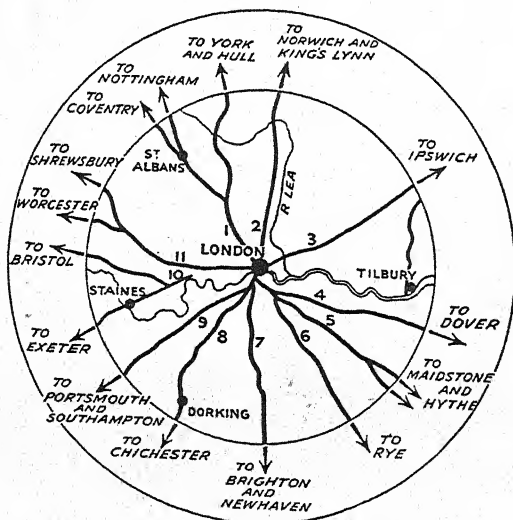 TO YORK
AND HULL
TO NORWICH AND
KING'S LYNN
TO
NOTTINGHAM
TO
COVENTRY
TO
SHREWSBURY
ST
ALBANS
R LEA
TO
IPSWICH
TO
WORCESTER
1
2
3
11
LONDON
TO
BRISTOL
10
STAINES
TILBURY
4
9
8
7
6
5
TO
DOVER
TO
EXETER
TO
MAIDSTONE
AND
HYTHE
TO
PORTSMOUTH
AND
SOUTHAMPTON
DORKING
TO
CHICHESTER
TO
RYE
TO
BRIGHTON
AND
NEWHAVEN